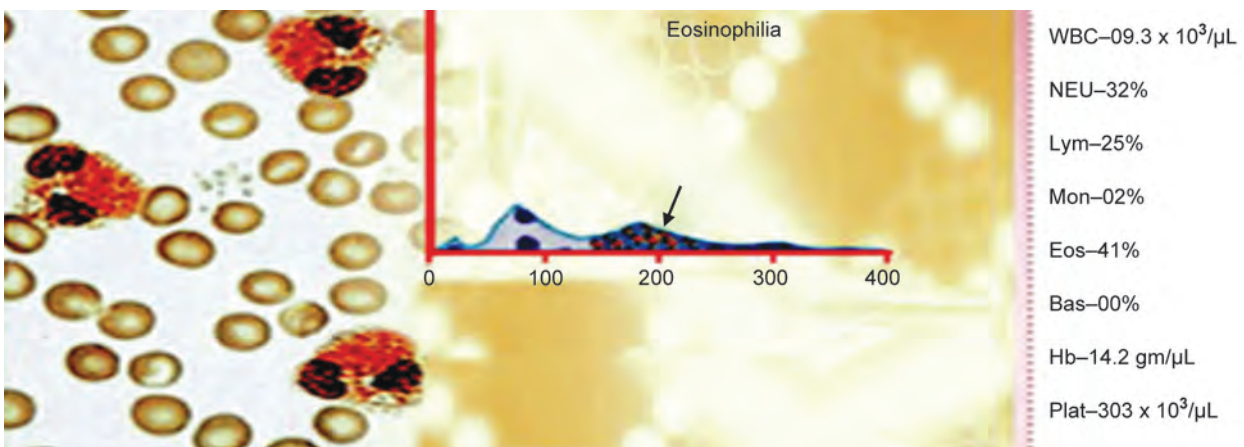 Eosinophilia
0 100 200 300 400
WBC–09.3 x 10³/µL
NEU–32%
Lym–25%
Mon–02%
Eos–41%
Bas–00%
Hb–14.2 gm/µL
Plat–303 x 10³/µL